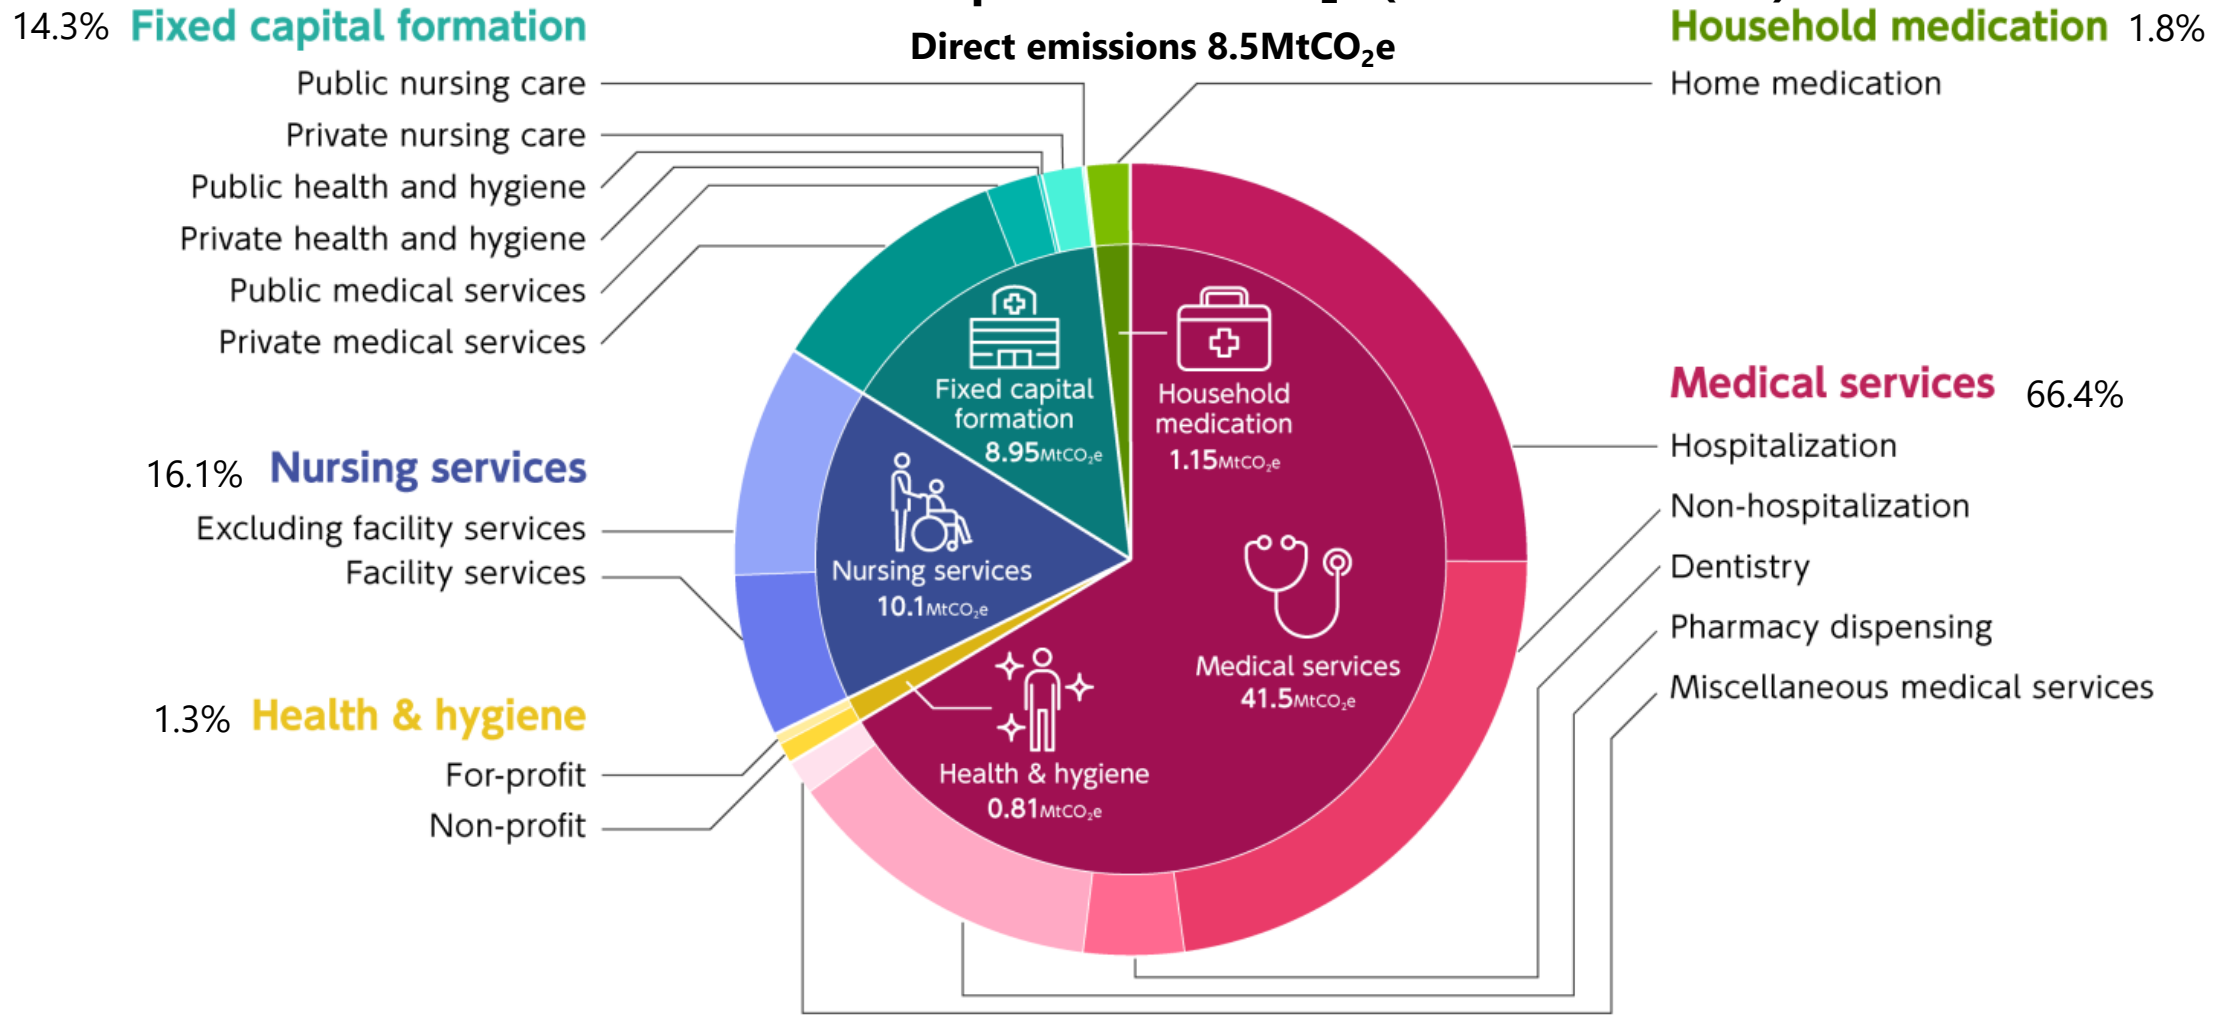 Direct emissions 8.5MtCO₂e
14.3% Fixed capital formation
Public nursing care
Private nursing care
Public health and hygiene
Private health and hygiene
Public medical services
Private medical services
Household medication 1.8%
Home medication
Medical services 66.4%
Hospitalization
Non-hospitalization
Dentistry
Pharmacy dispensing
Miscellaneous medical services
16.1% Nursing services
Excluding facility services
Facility services
1.3% Health & hygiene
For-profit
Non-profit
Fixed capital
formation
8.95MtCO₂e
Household
medication
1.15MtCO₂e
Nursing services
10.1MtCO₂e
Medical services
41.5MtCO₂e
Health & hygiene
0.81MtCO₂e